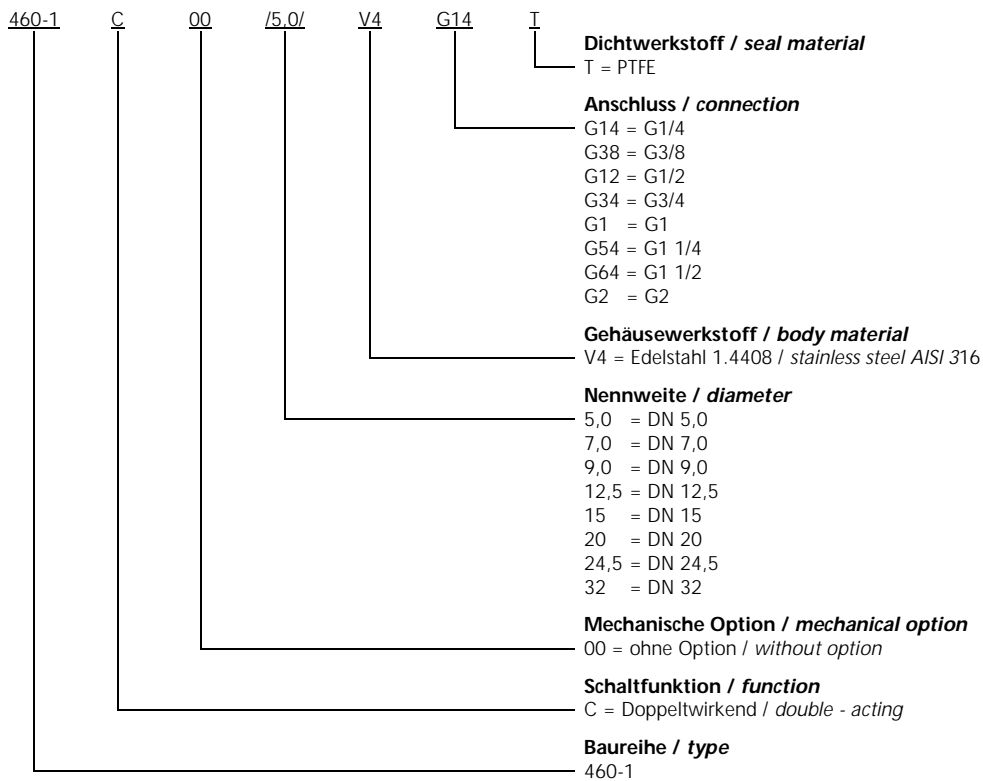 460-1 C 00 /5,0/ V4 G14 T
Dichtwerkstoff / seal material
T = PTFE
Anschluss / connection
G14 = G1/4
G38 = G3/8
G12 = G1/2
G34 = G3/4
G1 = G1
G54 = G1 1/4
G64 = G1 1/2
G2 = G2
Gehäusewerkstoff / body material
V4 = Edelstahl 1.4408 / stainless steel AISI 316
Nennweite / diameter
5,0 = DN 5,0
7,0 = DN 7,0
9,0 = DN 9,0
12,5 = DN 12,5
15 = DN 15
20 = DN 20
24,5 = DN 24,5
32 = DN 32
Mechanische Option / mechanical option
00 = ohne Option / without option
Schaltfunktion / function
C = Doppeltwirkend / double - acting
Baureihe / type
460-1